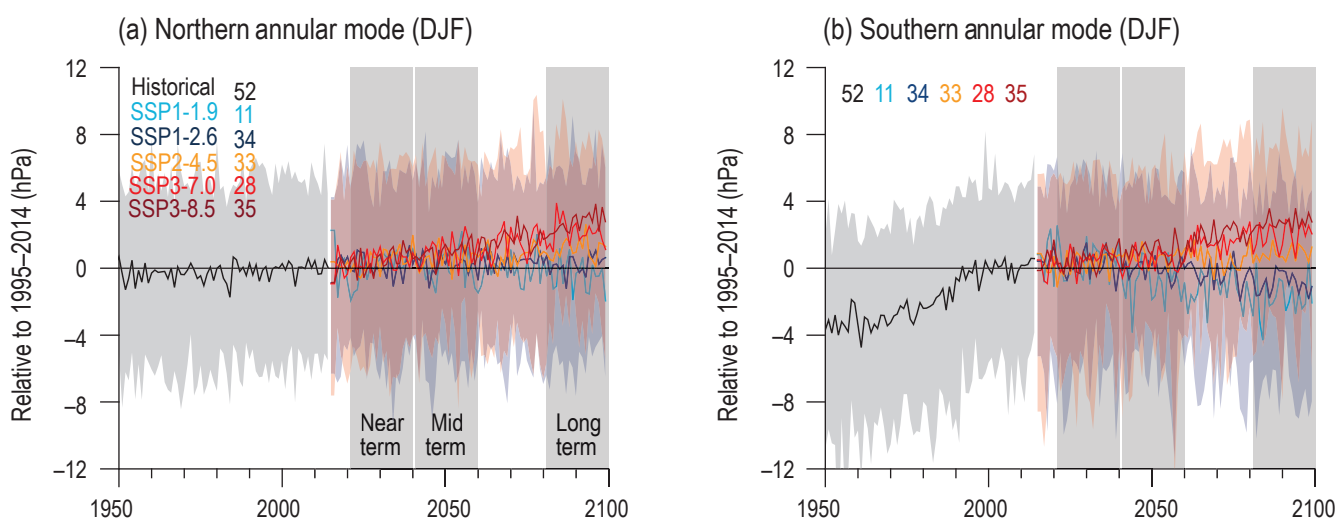 (a) Northern annular mode (DJF)
Relative to 1995–2014 (hPa)
12
8
4
0
–4
–8
–12
Historical 52
SSP1-1.9 11
SSP1-2.6 34
SSP2-4.5 33
SSP3-7.0 28
SSP3-8.5 35
Near term
Mid term
Long term
1950 2000 2050 2100
(b) Southern annular mode (DJF)
Relative to 1995–2014 (hPa)
12
8
4
0
–4
–8
–12
52 11 34 33 28 35
1950 2000 2050 2100